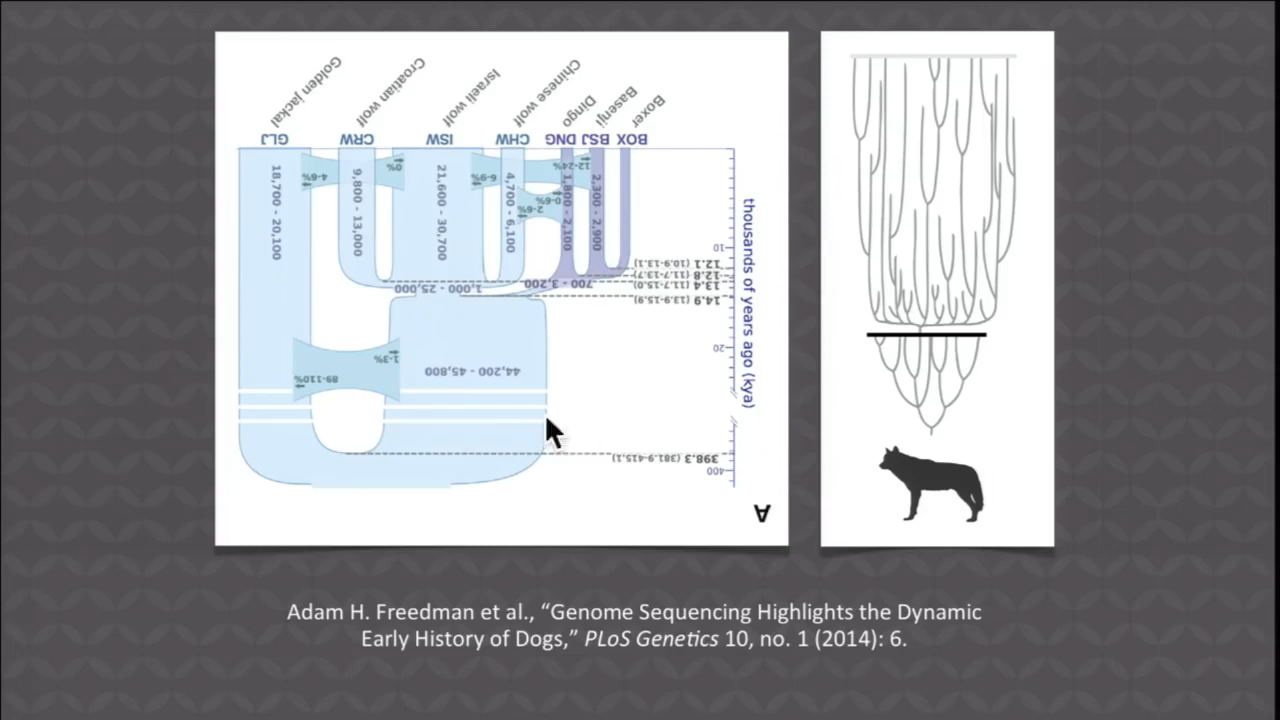 Golden jackal
Croatian wolf
Israeli wolf
Chinese wolf
Dingo
Basenji
Boxer
GLJ
CRW
ISW
CHW
DNG
BSJ
BOX
18,700 - 20,100
4-6%
9,800 - 13,000
0%
21,600 - 30,700
6-9%
4,700 - 6,100
2-6%
0-6%
12-24%
1,800 - 2,100
2,300 - 2,900
10
12.1 (10.9-13.1)
12.8 (11.7-13.7)
13.4 (11.7-15.0)
14.9 (13.9-15.9)
1,000 - 25,000
700 - 3,200
20
1-3%
89-110%
44,200 - 45,800
398.3 (381.9-415.1)
400
thousands of years ago (kya)
A
Adam H. Freedman et al., “Genome Sequencing Highlights the Dynamic
Early History of Dogs,” PLoS Genetics 10, no. 1 (2014): 6.